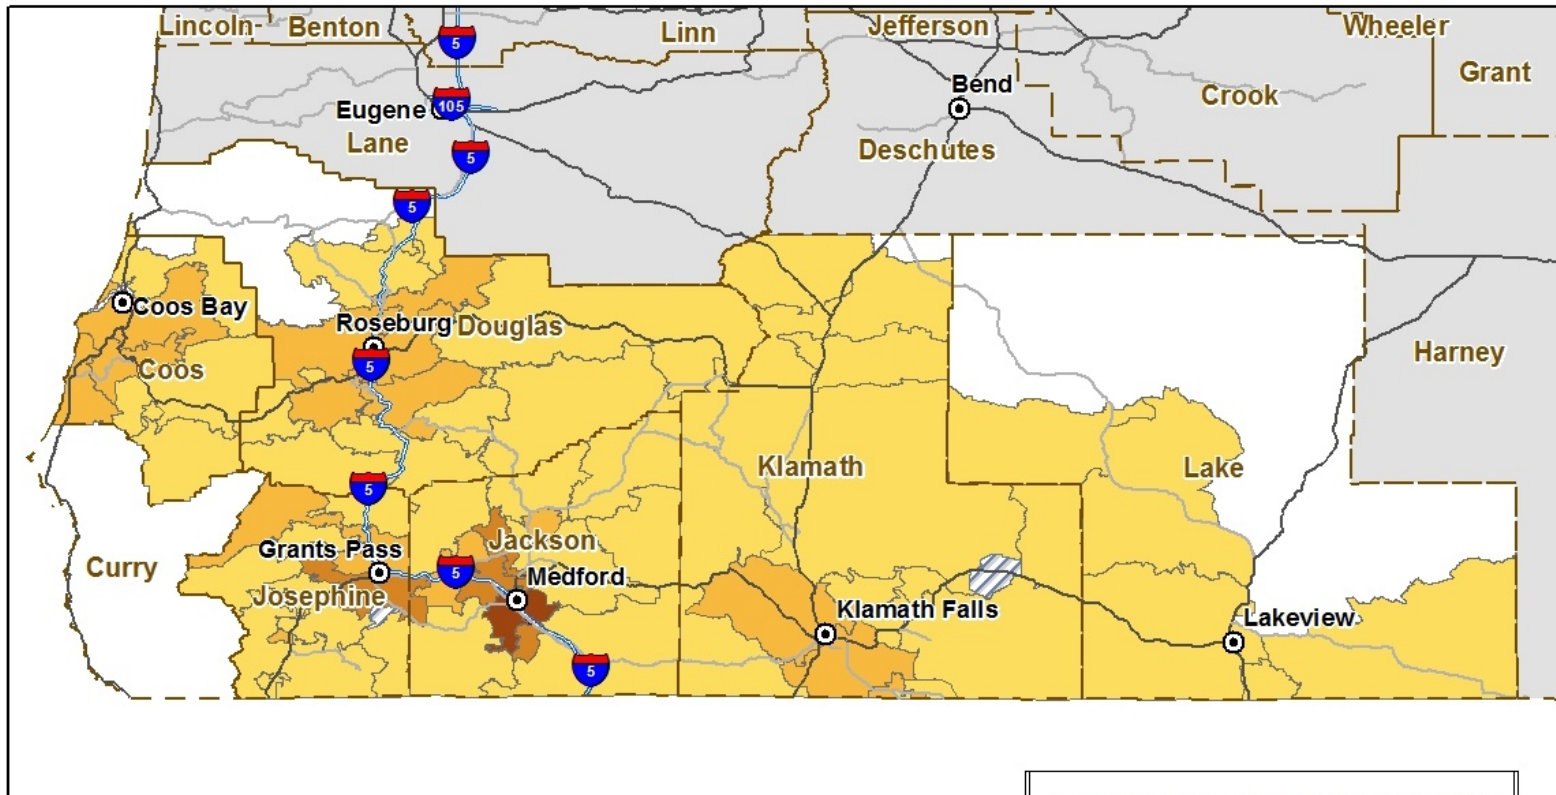 Lincoln
Benton
Linn
Jefferson
Wheeler
5
Grant
Bend
Crook
Eugene
105
Lane
Deschutes
5
5
Coos Bay
Roseburg
Douglas
Harney
5
Coos
Klamath
Lake
5
Jackson
Grants Pass
Curry
5
Medford
Josephine
Klamath Falls
Lakeview
5